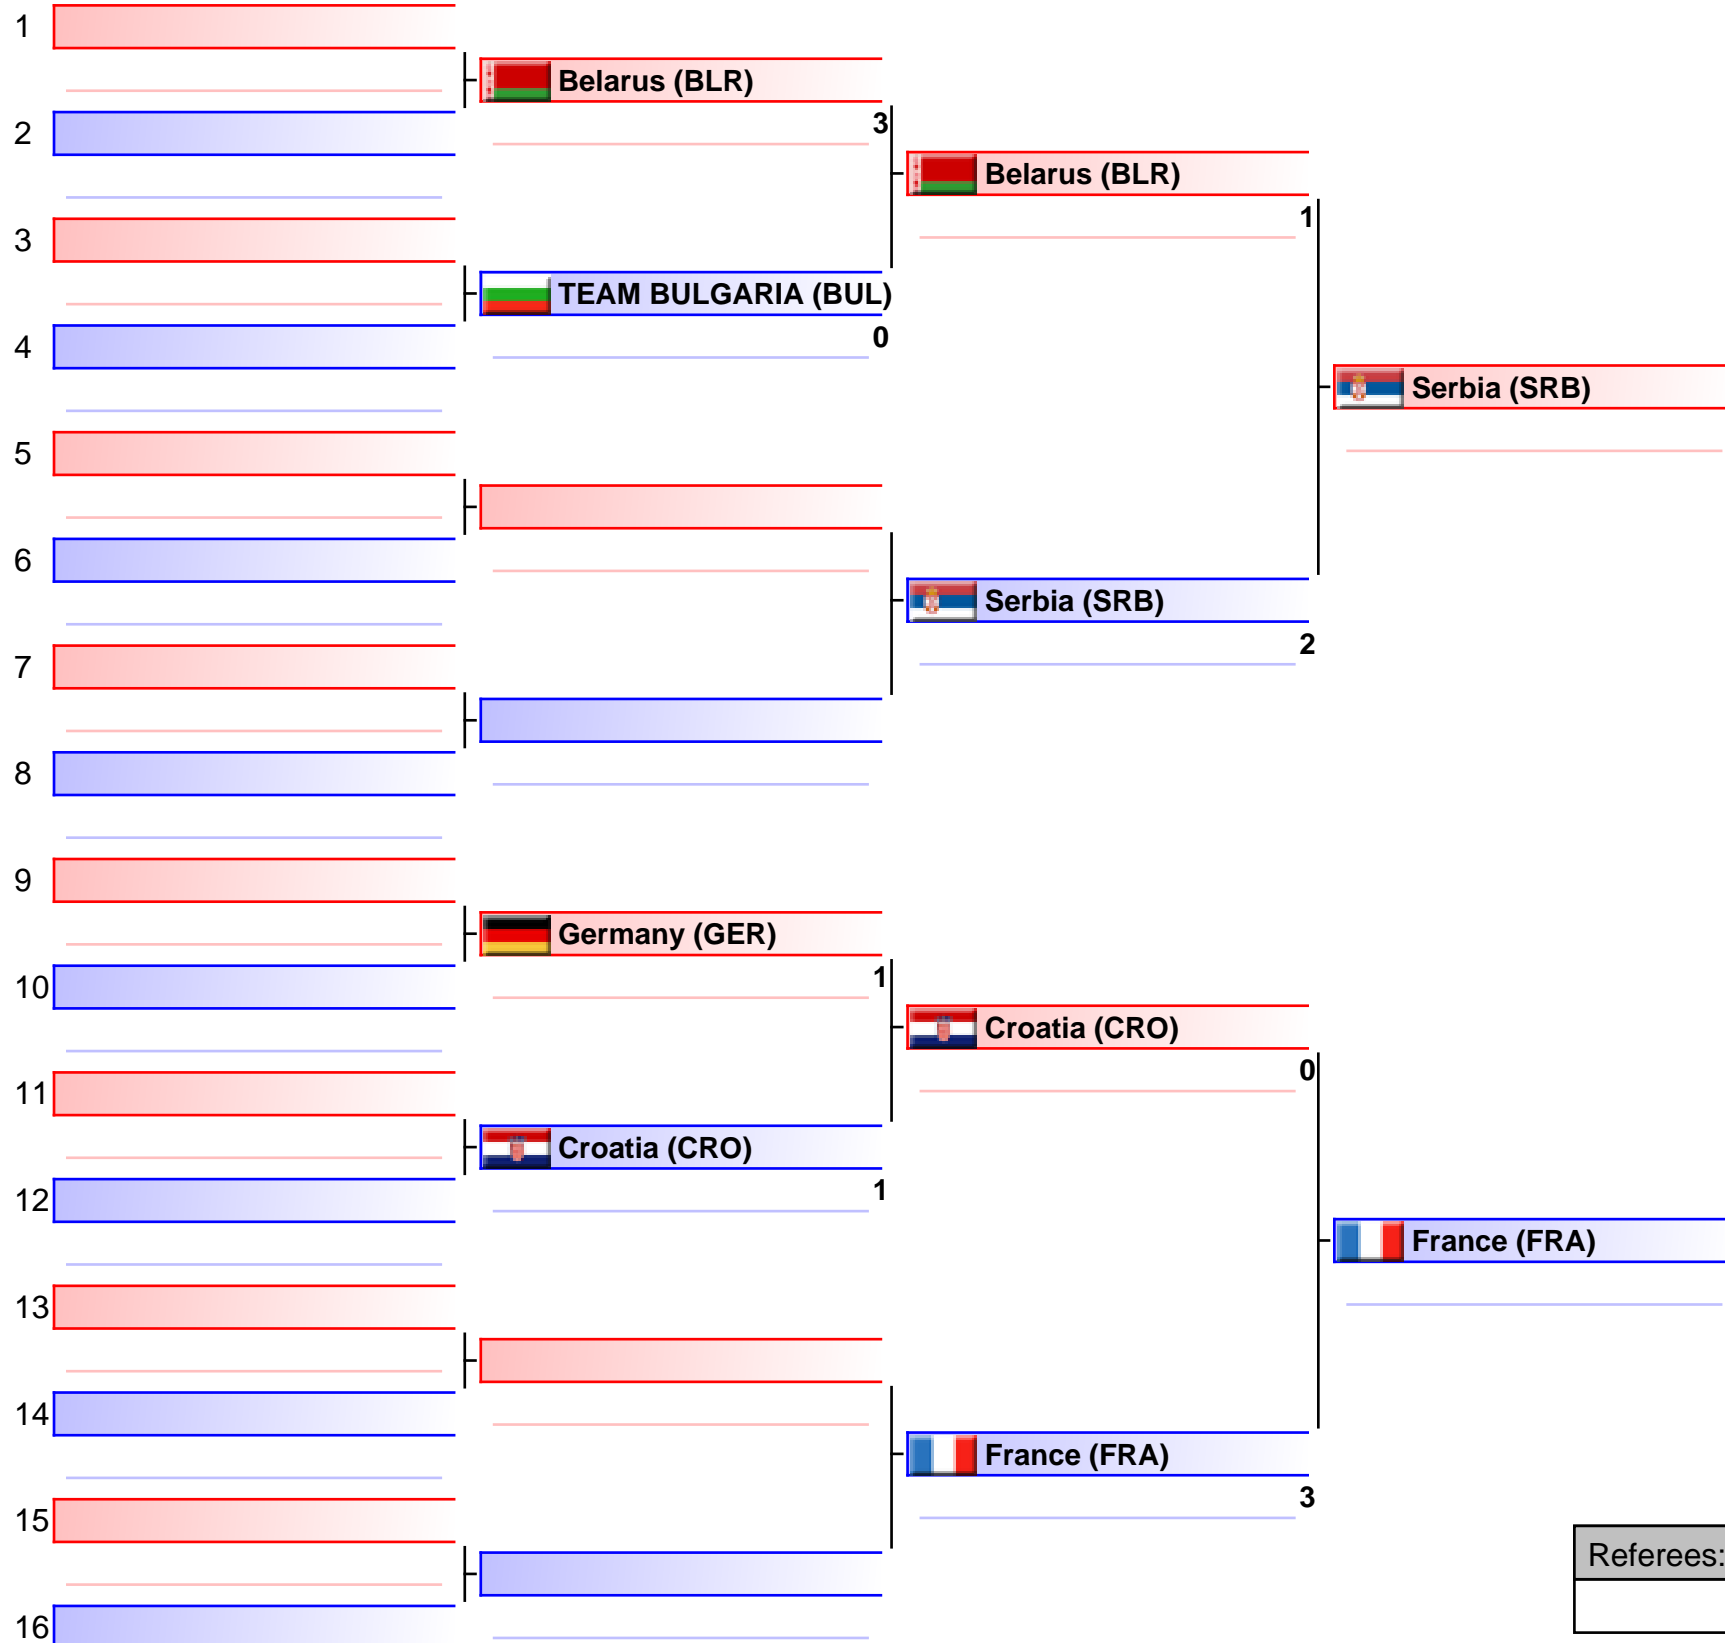 1
Belarus (BLR)
3
2
Belarus (BLR)
1
3
TEAM BULGARIA (BUL)
0
4
Serbia (SRB)
5
6
Serbia (SRB)
2
7
8
9
Germany (GER)
1
10
Croatia (CRO)
0
11
Croatia (CRO)
1
12
France (FRA)
13
14
France (FRA)
3
15
Referees:
16